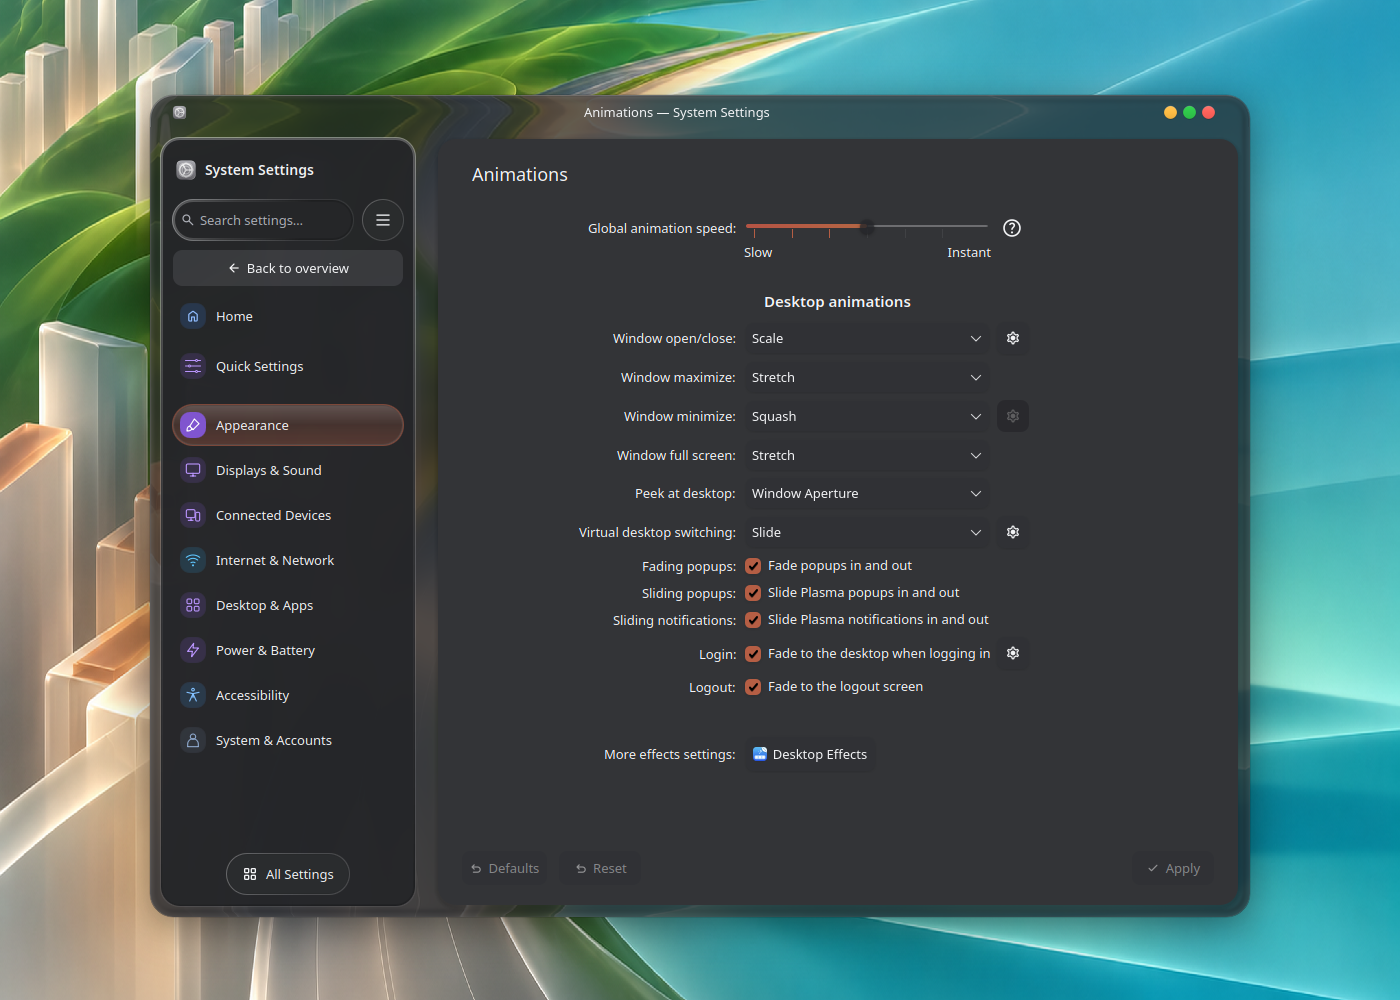 Animations — System Settings
System Settings
Search settings...
Back to overview
Home
Quick Settings
Appearance
Displays & Sound
Connected Devices
Internet & Network
Desktop & Apps
Power & Battery
Accessibility
System & Accounts
All Settings
Animations
Global animation speed:
Slow Instant
Desktop animations
Window open/close: Scale
Window maximize: Stretch
Window minimize: Squash
Window full screen: Stretch
Peek at desktop: Window Aperture
Virtual desktop switching: Slide
Fading popups: Fade popups in and out
Sliding popups: Slide Plasma popups in and out
Sliding notifications: Slide Plasma notifications in and out
Login: Fade to the desktop when logging in
Logout: Fade to the logout screen
More effects settings: Desktop Effects
Defaults Reset Apply